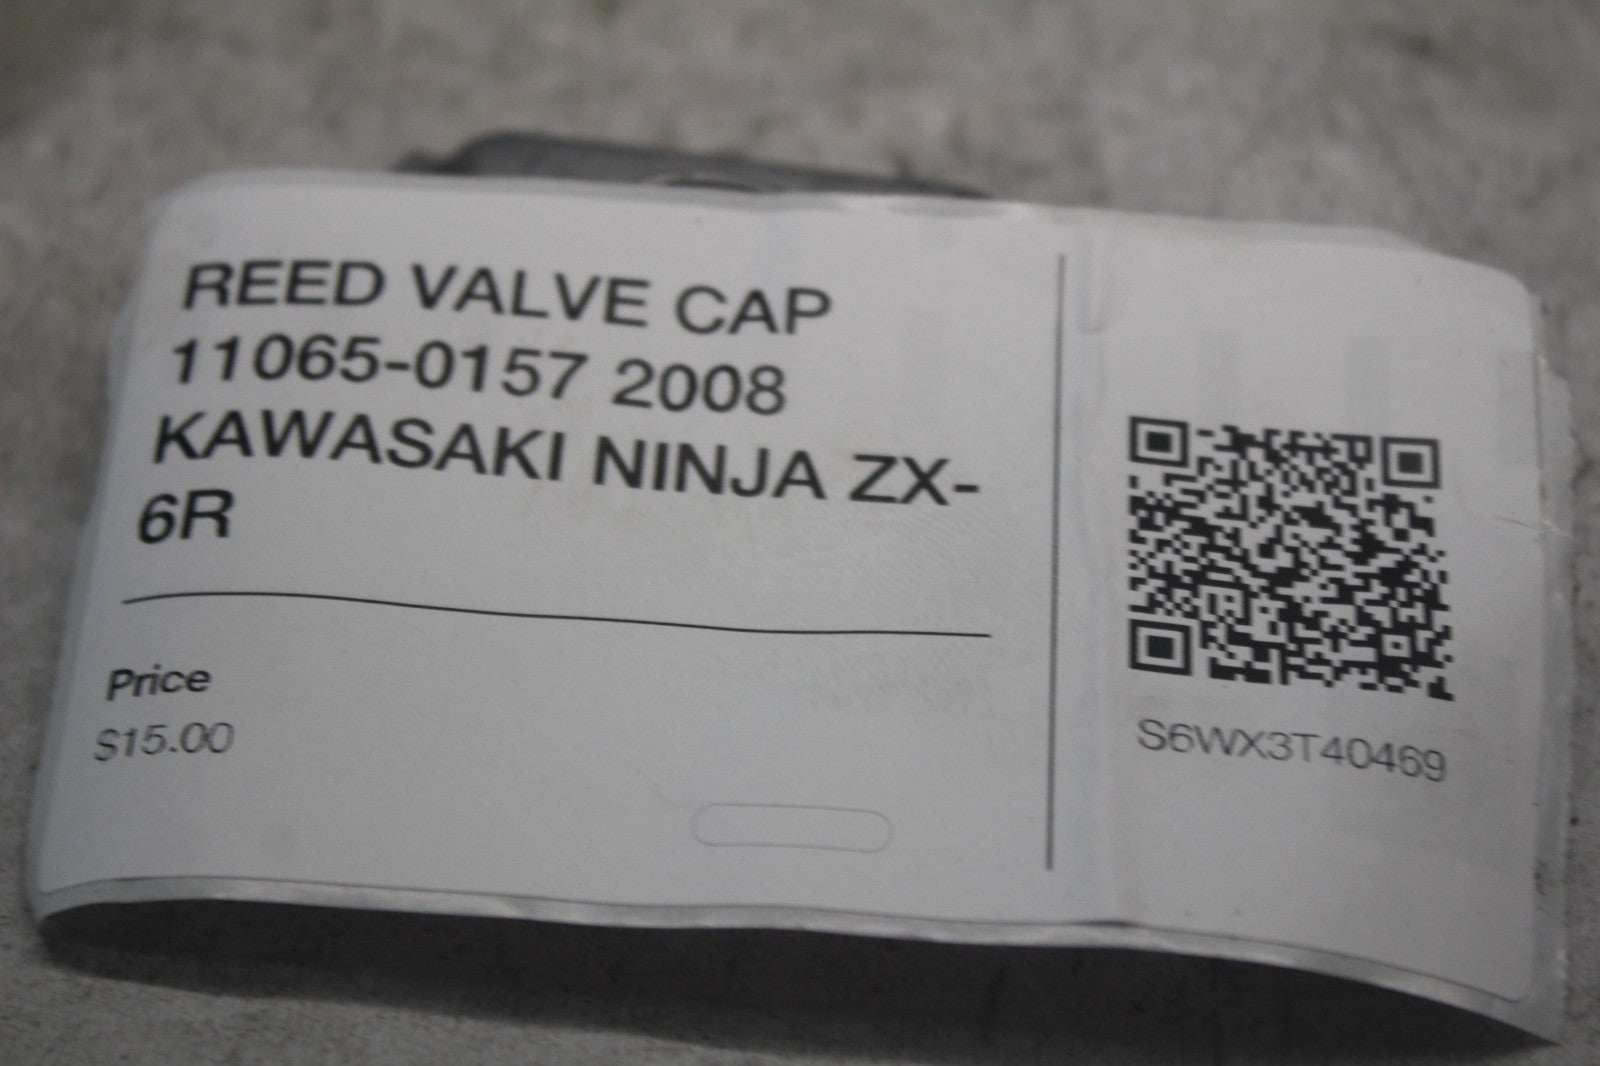 REED VALVE CAP
11065-0157 2008
KAWASAKI NINJA ZX-
6R
Price
$15.00
S6WX3T40469